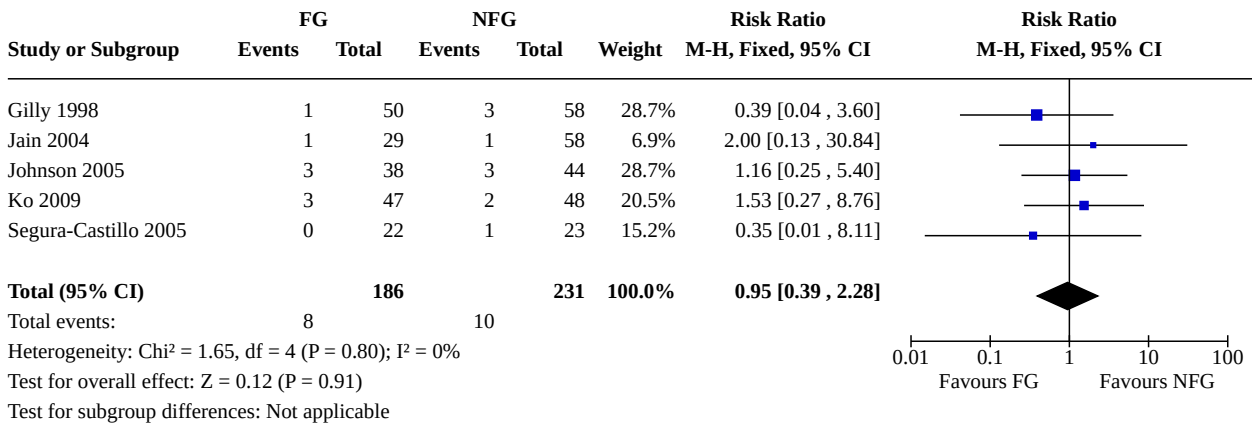 FG NFG Risk Ratio Risk Ratio
Study or Subgroup Events Total Events Total Weight M-H, Fixed, 95% CI M-H, Fixed, 95% CI
Gilly 1998 1 50 3 58 28.7% 0.39 [0.04 , 3.60]
Jain 2004 1 29 1 58 6.9% 2.00 [0.13 , 30.84]
Johnson 2005 3 38 3 44 28.7% 1.16 [0.25 , 5.40]
Ko 2009 3 47 2 48 20.5% 1.53 [0.27 , 8.76]
Segura-Castillo 2005 0 22 1 23 15.2% 0.35 [0.01 , 8.11]
Total (95% CI) 186 231 100.0% 0.95 [0.39 , 2.28]
Total events: 8 10
Heterogeneity: Chi² = 1.65, df = 4 (P = 0.80); I² = 0%
0.01 0.1 1 10 100
Test for overall effect: Z = 0.12 (P = 0.91)
Favours FG Favours NFG
Test for subgroup differences: Not applicable